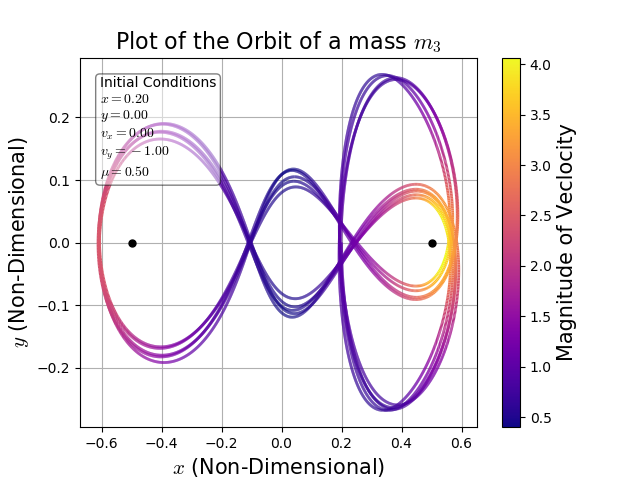 Plot of the Orbit of a mass m₃
Initial Conditions
x = 0.20
y = 0.00
vₓ = 0.00
v_y = −1.00
μ = 0.50
0.2
0.1
0.0
−0.1
−0.2
y (Non-Dimensional)
−0.6 −0.4 −0.2 0.0 0.2 0.4 0.6
x (Non-Dimensional)
4.0
3.5
3.0
2.5
2.0
1.5
1.0
0.5
Magnitude of Veclocity